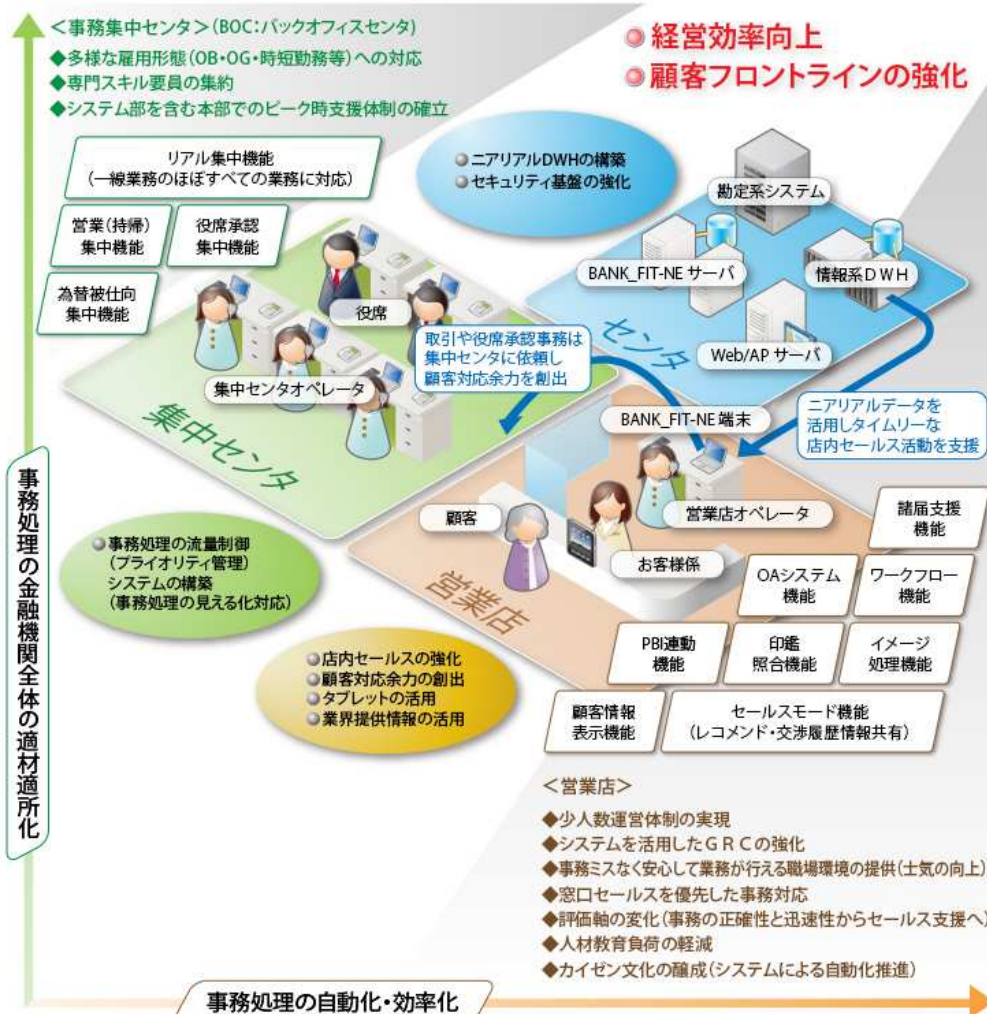 ＜事務集中センタ＞(BOC：バックオフィスセンタ)
◆多様な雇用形態(OB・OG・時短勤務等)への対応
◆専門スキル要員の集約
◆システム部を含む本部でのピーク時支援体制の確立
経営効率向上
顧客フロントラインの強化
リアル集中機能
(一線業務のほぼすべての業務に対応)
営業(持帰)
集中機能
役席承認
集中機能
為替被仕向
集中機能
ニアリアルDWHの構築
セキュリティ基盤の強化
勘定系システム
BANK_FIT-NE サーバ
情報系DWH
Web/AP サーバ
センタ
役席
集中センタオペレータ
集中センタ
取引や役席承認事務は
集中センタに依頼し
顧客対応余力を創出
BANK_FIT-NE 端末
ニアリアルデータを
活用しタイムリーな
店内セールス活動を支援
顧客
営業店オペレータ
お客様係
営業店
事務処理の流量制御
(プライオリティ管理)
システムの構築
(事務処理の見える化対応)
店内セールスの強化
顧客対応余力の創出
タブレットの活用
業界提供情報の活用
諸届支援
機能
OAシステム
機能
ワークフロー
機能
PBI連動
機能
印鑑
照合機能
イメージ
処理機能
顧客情報
表示機能
セールスモード機能
(レコメンド・交渉履歴情報共有)
＜営業店＞
◆少人数運営体制の実現
◆システムを活用したGRCの強化
◆事務ミスなく安心して業務が行える職場環境の提供(士気の向上)
◆窓口セールスを優先した事務対応
◆評価軸の変化(事務の正確性と迅速性からセールス支援へ)
◆人材教育負荷の軽減
◆カイゼン文化の醸成(システムによる自動化推進)
事務処理の金融機関全体の適材適所化
事務処理の自動化・効率化